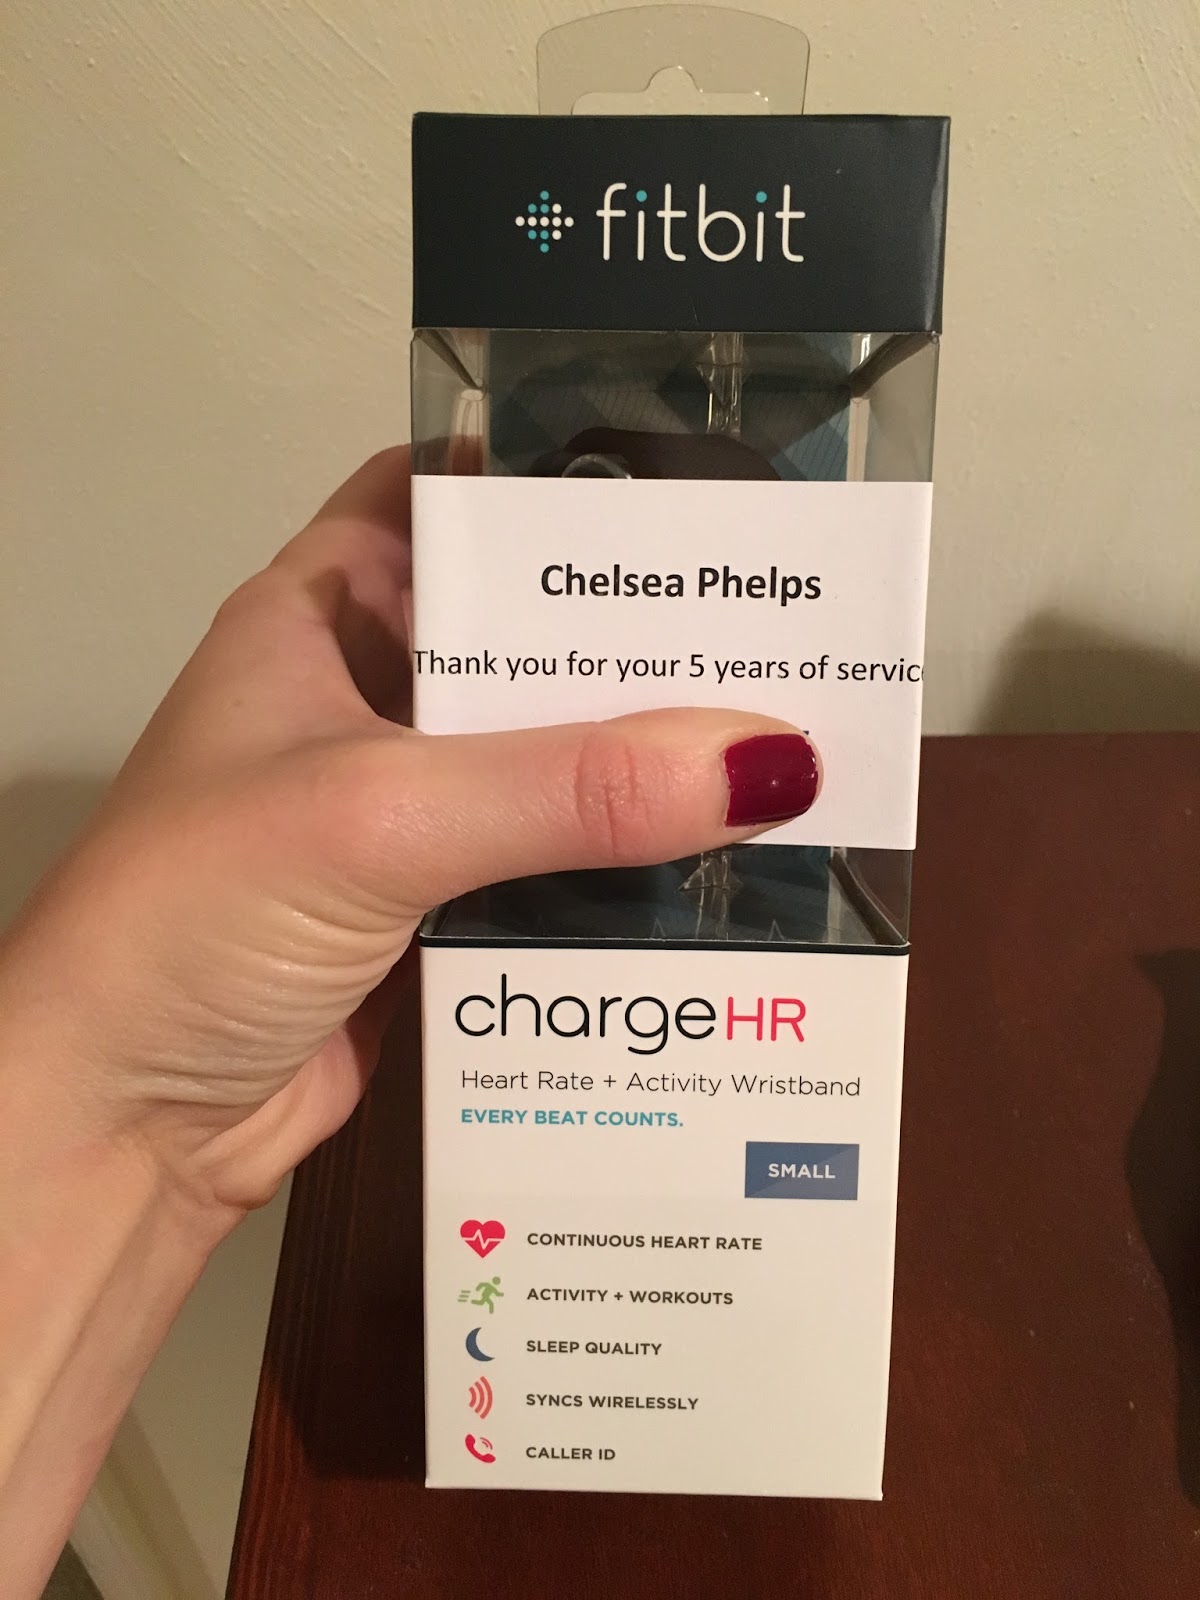 fitbit
Chelsea Phelps
Thank you for your 5 years of servic
chargeHR
Heart Rate + Activity Wristband
EVERY BEAT COUNTS.
SMALL
CONTINUOUS HEART RATE
ACTIVITY + WORKOUTS
SLEEP QUALITY
SYNCS WIRELESSLY
CALLER ID